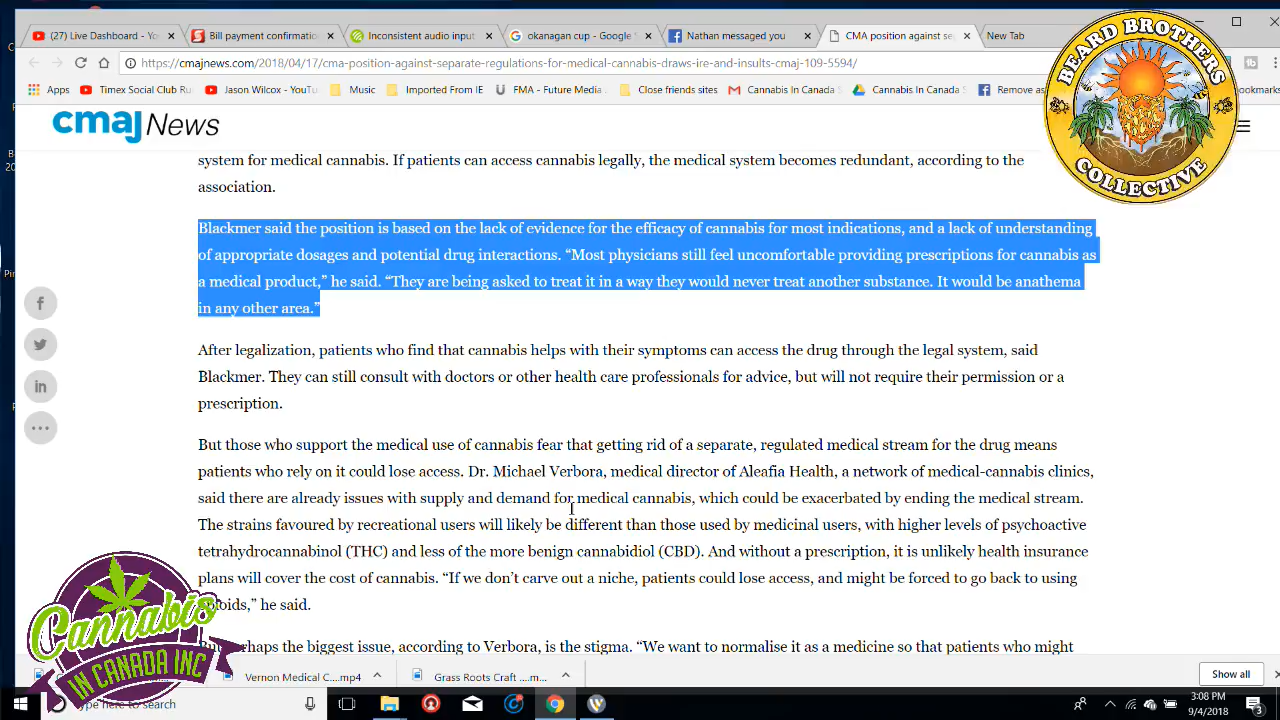 (27) Live Dashboard - Yo
Bill payment confirmation
Inconsistent audio input
okanagan cup - Google S
Nathan messaged you
CMA position against se
New Tab
https://cmajnews.com/2018/04/17/cma-position-against-separate-regulations-for-medical-cannabis-draws-ire-and-insults-cmaj-109-5594/
Apps
Timex Social Club Ru
Jason Wilcox - YouTu
Music
Imported From IE
FMA - Future Media
Close friends sites
Cannabis In Canada
Cannabis In Canada S
Remove as
ookmarks
BEARD BROTHERS
COLLECTIVE
cmaj News
system for medical cannabis. If patients can access cannabis legally, the medical system becomes redundant, according to the
association.
Blackmer said the position is based on the lack of evidence for the efficacy of cannabis for most indications, and a lack of understanding
of appropriate dosages and potential drug interactions. “Most physicians still feel uncomfortable providing prescriptions for cannabis as
a medical product,” he said. “They are being asked to treat it in a way they would never treat another substance. It would be anathema
in any other area.”
After legalization, patients who find that cannabis helps with their symptoms can access the drug through the legal system, said
Blackmer. They can still consult with doctors or other health care professionals for advice, but will not require their permission or a
prescription.
But those who support the medical use of cannabis fear that getting rid of a separate, regulated medical stream for the drug means
patients who rely on it could lose access. Dr. Michael Verbora, medical director of Aleafia Health, a network of medical-cannabis clinics,
said there are already issues with supply and demand for medical cannabis, which could be exacerbated by ending the medical stream.
The strains favoured by recreational users will likely be different than those used by medicinal users, with higher levels of psychoactive
tetrahydrocannabinol (THC) and less of the more benign cannabidiol (CBD). And without a prescription, it is unlikely health insurance
plans will cover the cost of cannabis. “If we don’t carve out a niche, patients could lose access, and might be forced to go back to using
oids,” he said.
haps the biggest issue, according to Verbora, is the stigma. “We want to normalise it as a medicine so that patients who might
Cannabis
IN CANADA INC
Vernon Medical C....mp4
Grass Roots Craft ....m...
Show all
ype here to search
3:08 PM
9/4/2018
3